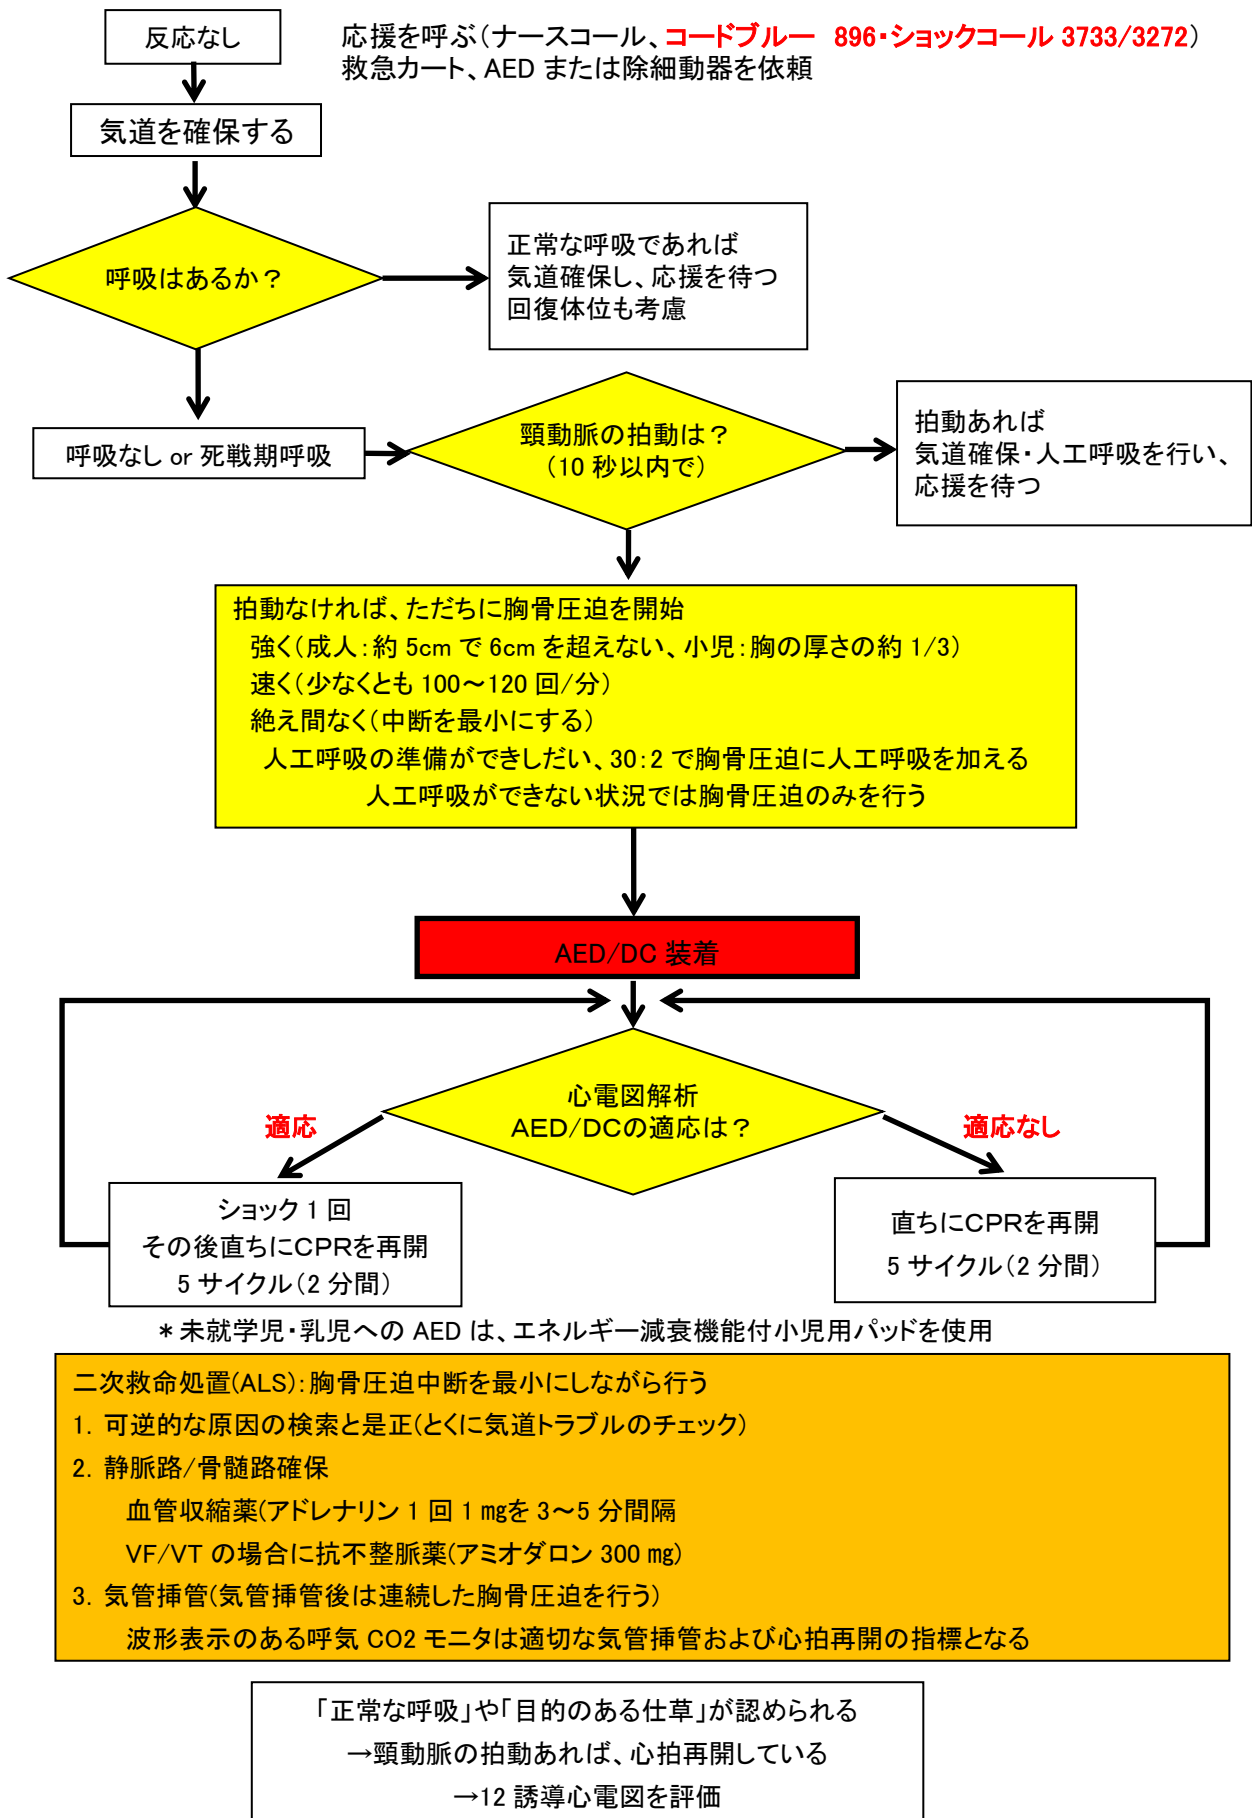 反応なし
応援を呼ぶ（ナースコール、コードブルー 896・ショックコール 3733/3272）
救急カート、AED または除細動器を依頼
気道を確保する
呼吸はあるか？
正常な呼吸であれば
気道確保し、応援を待つ
回復体位も考慮
呼吸なし or 死戦期呼吸
頸動脈の拍動は？
（10 秒以内で）
拍動あれば
気道確保・人工呼吸を行い、
応援を待つ
拍動なければ、ただちに胸骨圧迫を開始
強く（成人：約 5cm で 6cm を超えない、小児：胸の厚さの約 1/3）
速く（少なくとも 100～120 回/分）
絶え間なく（中断を最小にする）
人工呼吸の準備ができしだい、30：2 で胸骨圧迫に人工呼吸を加える
人工呼吸ができない状況では胸骨圧迫のみを行う
AED/DC 装着
心電図解析
AED/DCの適応は？
適応
適応なし
ショック 1 回
その後直ちにCPRを再開
5 サイクル（2 分間）
直ちにCPRを再開
5 サイクル（2 分間）
＊未就学児・乳児への AED は、エネルギー減衰機能付小児用パッドを使用
二次救命処置(ALS)：胸骨圧迫中断を最小にしながら行う
1. 可逆的な原因の検索と是正(とくに気道トラブルのチェック)
2. 静脈路/骨髄路確保
血管収縮薬(アドレナリン 1 回 1 ㎎を 3～5 分間隔
VF/VT の場合に抗不整脈薬(アミオダロン 300 ㎎)
3. 気管挿管(気管挿管後は連続した胸骨圧迫を行う)
波形表示のある呼気 CO2 モニタは適切な気管挿管および心拍再開の指標となる
「正常な呼吸」や「目的のある仕草」が認められる
→頸動脈の拍動あれば、心拍再開している
→12 誘導心電図を評価